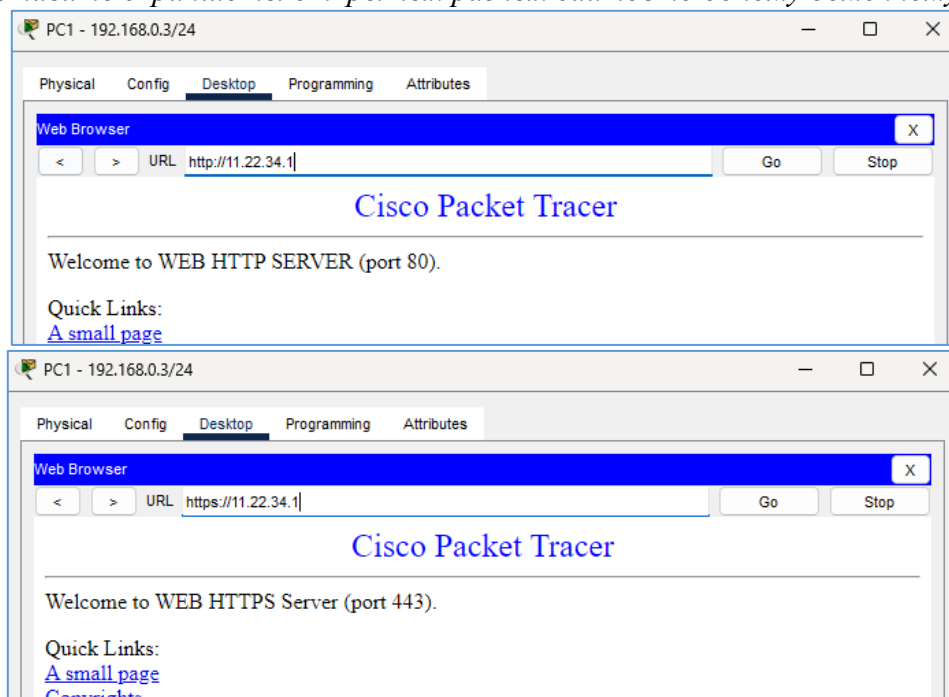 PC1 - 192.168.0.3/24
Physical Config Desktop Programming Attributes
Web Browser X
< > URL http://11.22.34.1 Go Stop
Cisco Packet Tracer
Welcome to WEB HTTP SERVER (port 80).
Quick Links:
A small page
PC1 - 192.168.0.3/24
Physical Config Desktop Programming Attributes
Web Browser X
< > URL https://11.22.34.1 Go Stop
Cisco Packet Tracer
Welcome to WEB HTTPS Server (port 443).
Quick Links:
A small page
Copyrights